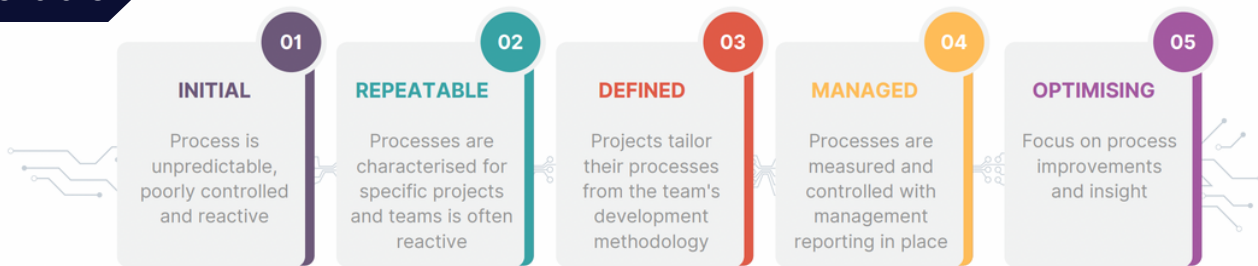 01
INITIAL
Process is
unpredictable,
poorly controlled
and reactive
02
REPEATABLE
Processes are
characterised for
specific projects
and teams is often
reactive
03
DEFINED
Projects tailor
their processes
from the team's
development
methodology
04
MANAGED
Processes are
measured and
controlled with
management
reporting in place
05
OPTIMISING
Focus on process
improvements
and insight